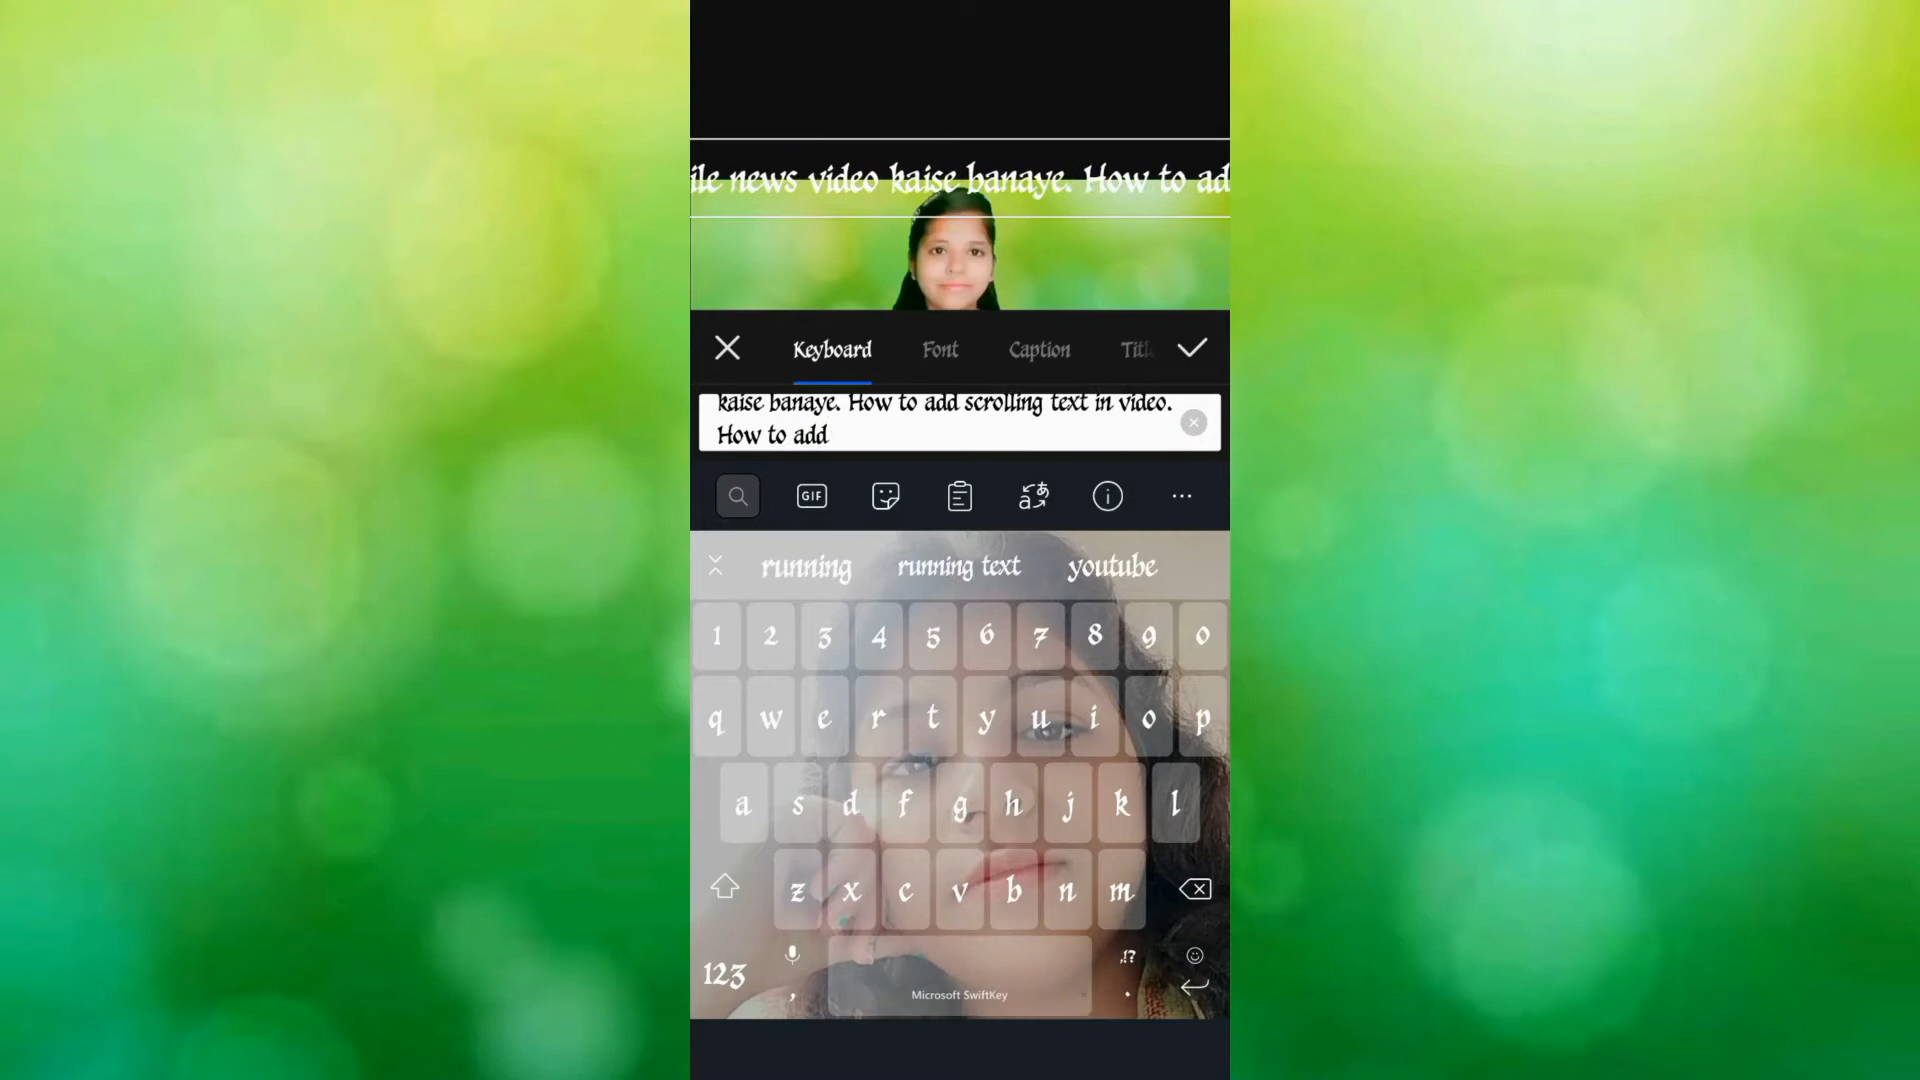 ile news video kaise banaye. How to ad
Keyboard Font Caption Titl
kaise banaye. How to add scrolling text in video.
How to add
GIF
running running text youtube
1 2 3 4 5 6 7 8 9 0
q w e r t y u i o p
a s d f g h j k l
z x c v b n m
123 , Microsoft SwiftKey ,!? .